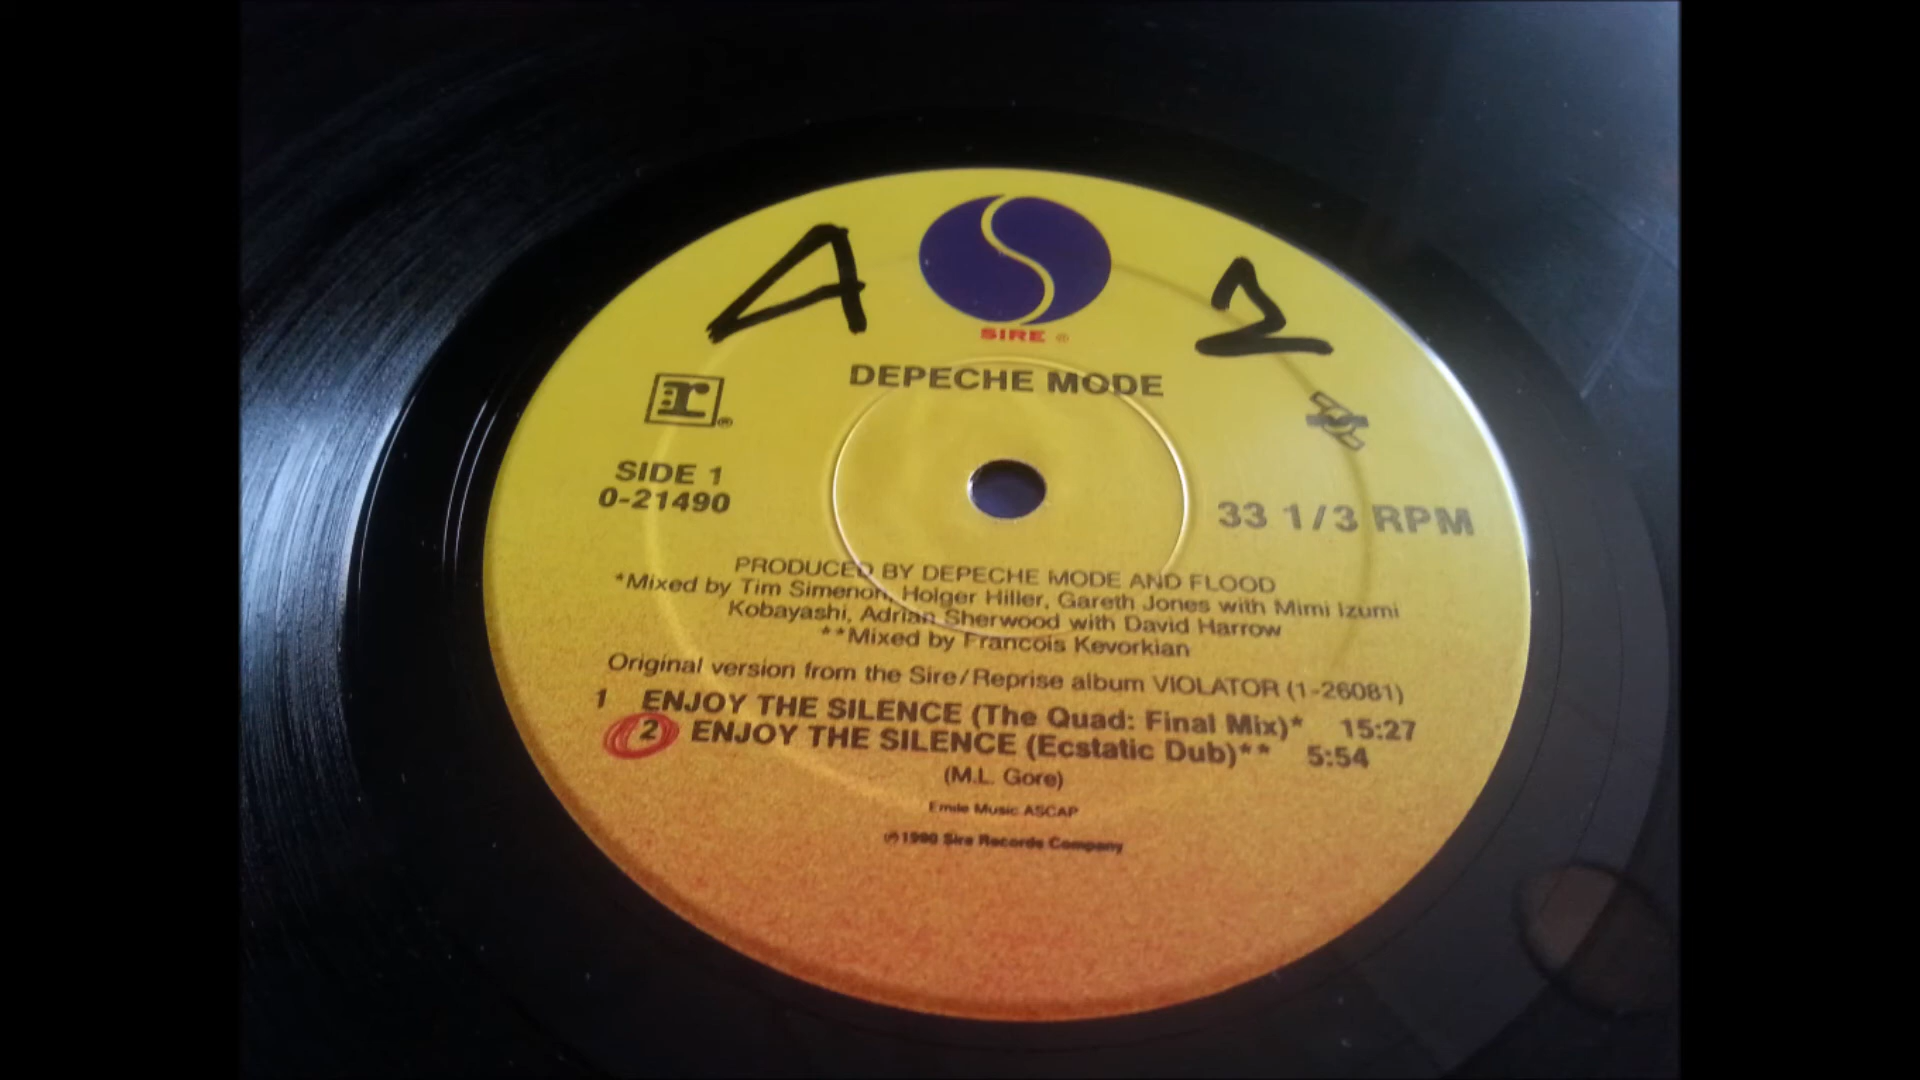 A 2
SIRE ®
DEPECHE MODE
r ®
SIDE 1
0-21490
33 1/3 RPM
PRODUCED BY DEPECHE MODE AND FLOOD
*Mixed by Tim Simenon, Holger Hiller, Gareth Jones with Mimi Izumi
Kobayashi, Adrian Sherwood with David Harrow
**Mixed by Francois Kevorkian
Original version from the Sire/Reprise album VIOLATOR (1-26081)
1 ENJOY THE SILENCE (The Quad: Final Mix)* 15:27
2 ENJOY THE SILENCE (Ecstatic Dub)** 5:54
(M.L. Gore)
Emile Music ASCAP
℗1990 Sire Records Company